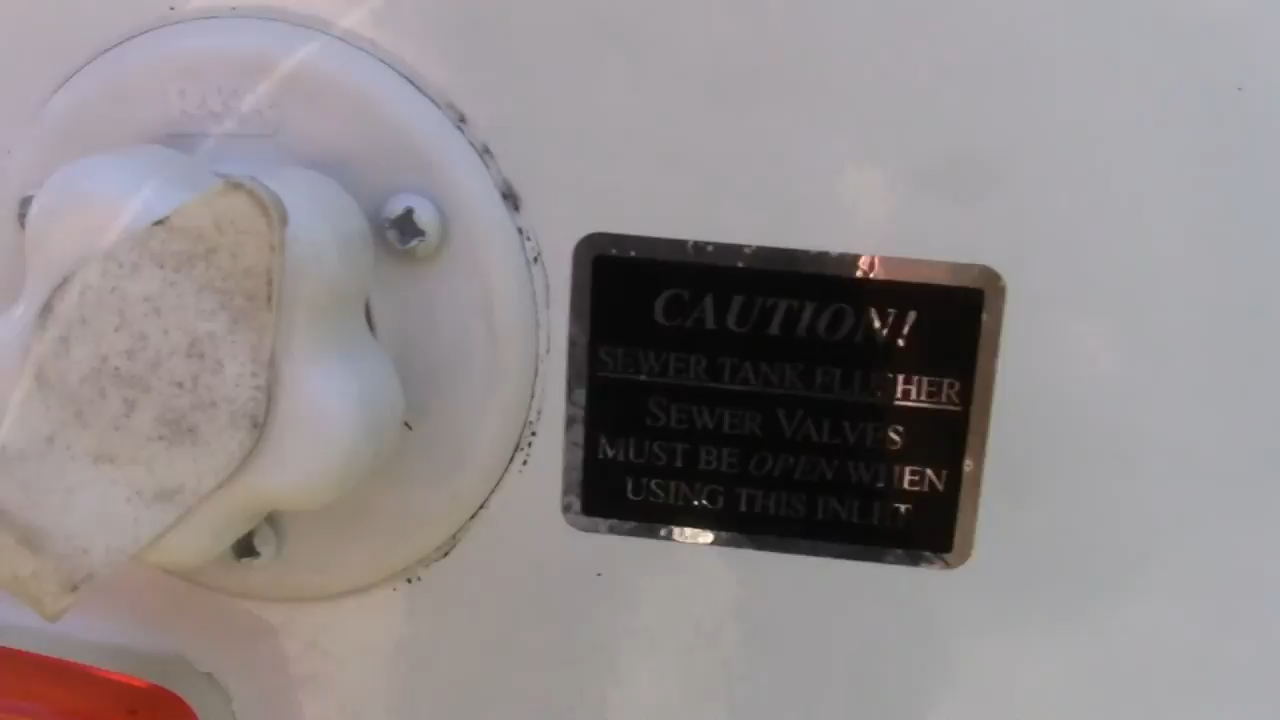 CAUTION!
SEWER TANK FLUSHER
SEWER VALVES
MUST BE OPEN WHEN
USING THIS INLET